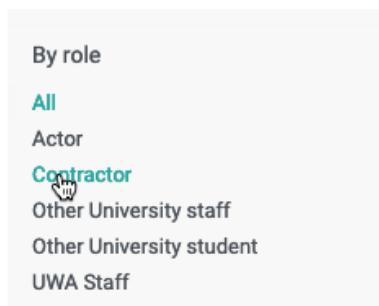 By role
All
Actor
Contractor
Other University staff
Other University student
UWA Staff